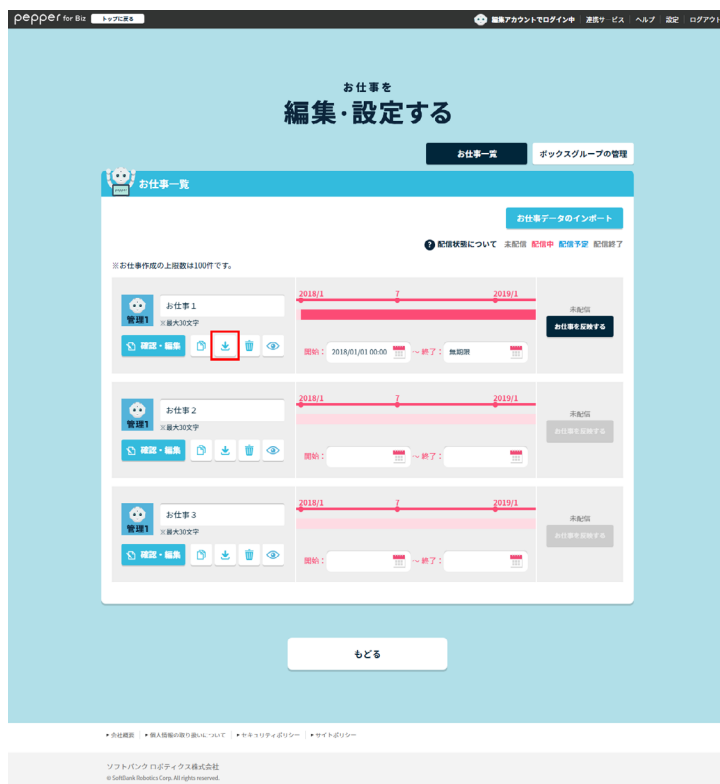 pepper for Biz トップに戻る 編集アカウントでログイン中 連携サービス ヘルプ 設定 ログアウト
お仕事を
編集・設定する
お仕事一覧 ボックスグループの管理
お仕事一覧
お仕事データのインポート
? 配信状態について 未配信 配信中 配信予定 配信終了
※お仕事作成の上限数は100件です。
管理1 お仕事１
※最大30文字
確認・編集
2018/1 7 2019/1
開始： 2018/01/01 00:00 〜 終了： 無期限
未配信
お仕事を反映する
管理1 お仕事２
※最大30文字
確認・編集
2018/1 7 2019/1
開始： 〜 終了：
未配信
お仕事を反映する
管理1 お仕事３
※最大30文字
確認・編集
2018/1 7 2019/1
開始： 〜 終了：
未配信
お仕事を反映する
もどる
会社概要 個人情報の取り扱いについて セキュリティポリシー サイトポリシー
ソフトバンク ロボティクス株式会社
© SoftBank Robotics Corp. All rights reserved.